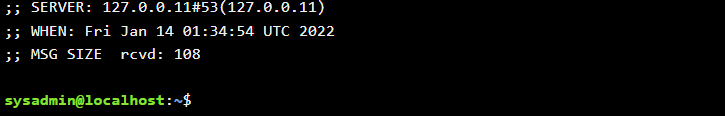 ;; SERVER: 127.0.0.11#53(127.0.0.11)
;; WHEN: Fri Jan 14 01:34:54 UTC 2022
;; MSG SIZE  rcvd: 108
sysadmin@localhost:~$